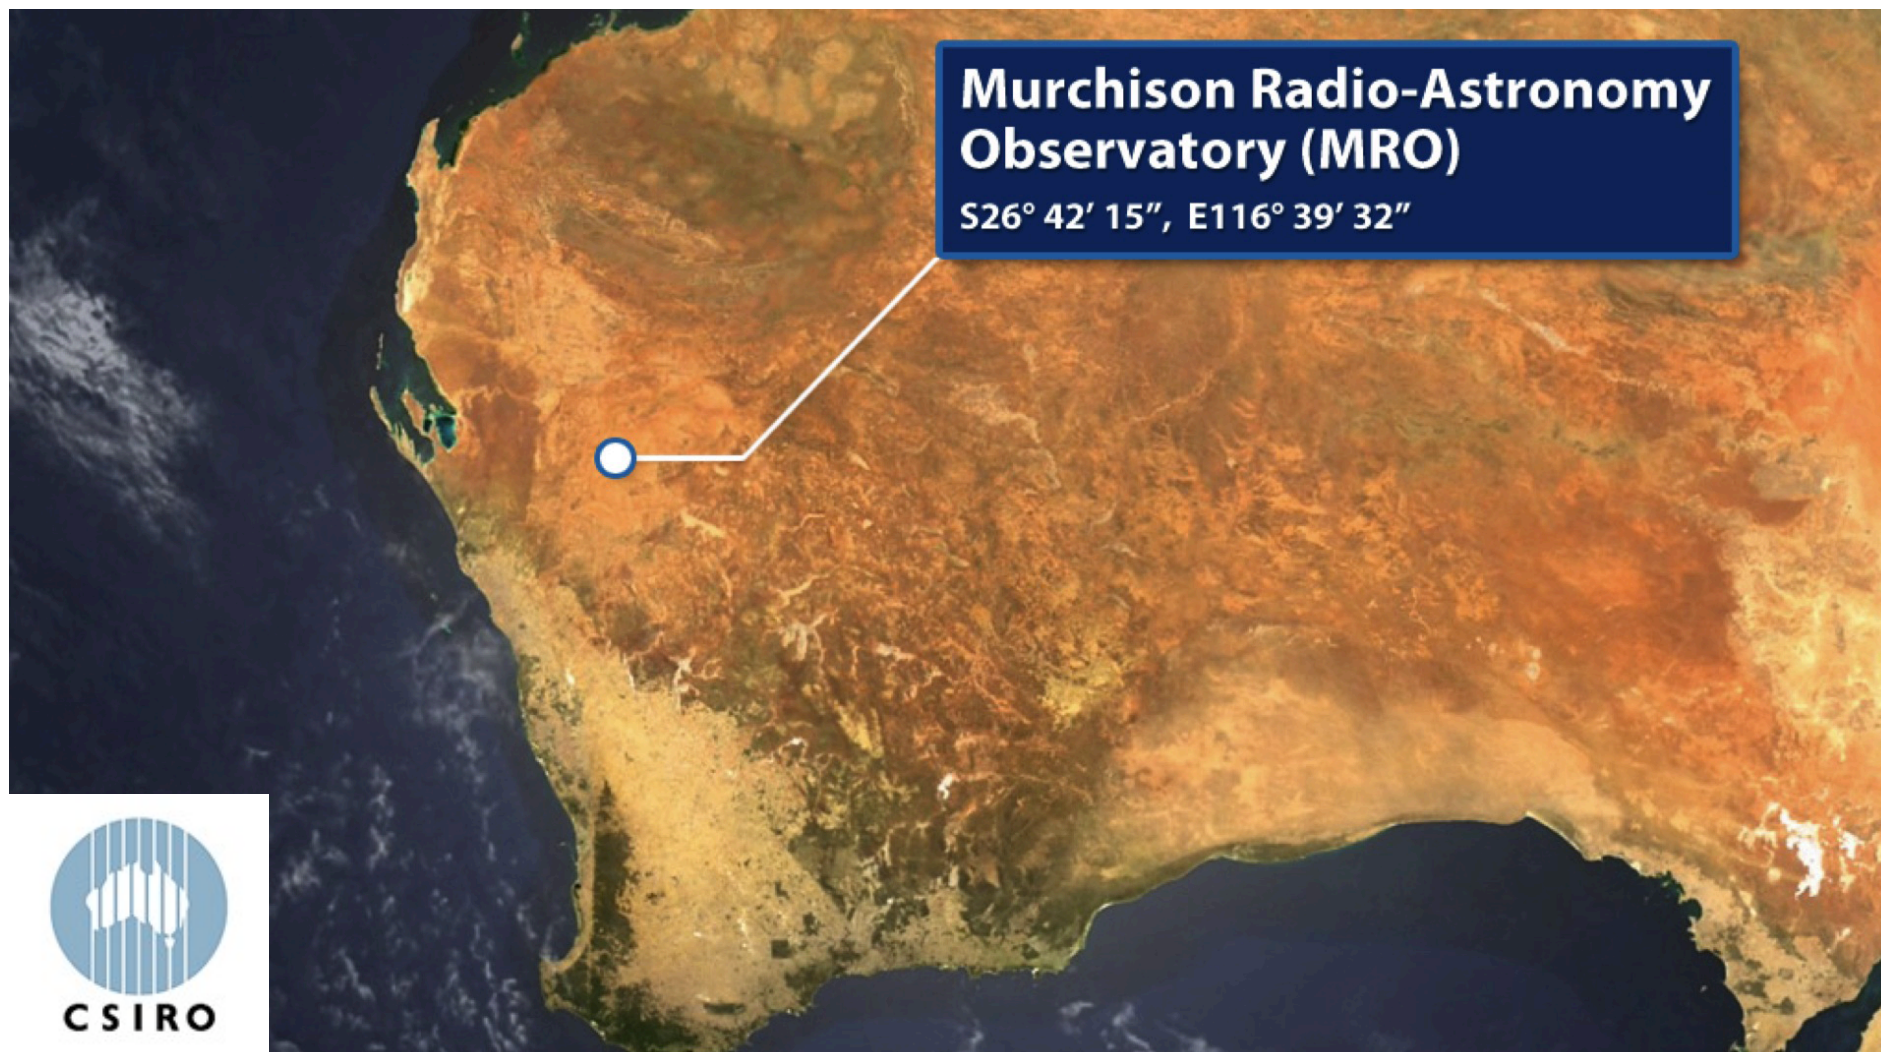 Murchison Radio-Astronomy
Observatory (MRO)
S26° 42′ 15″, E116° 39′ 32″
CSIRO